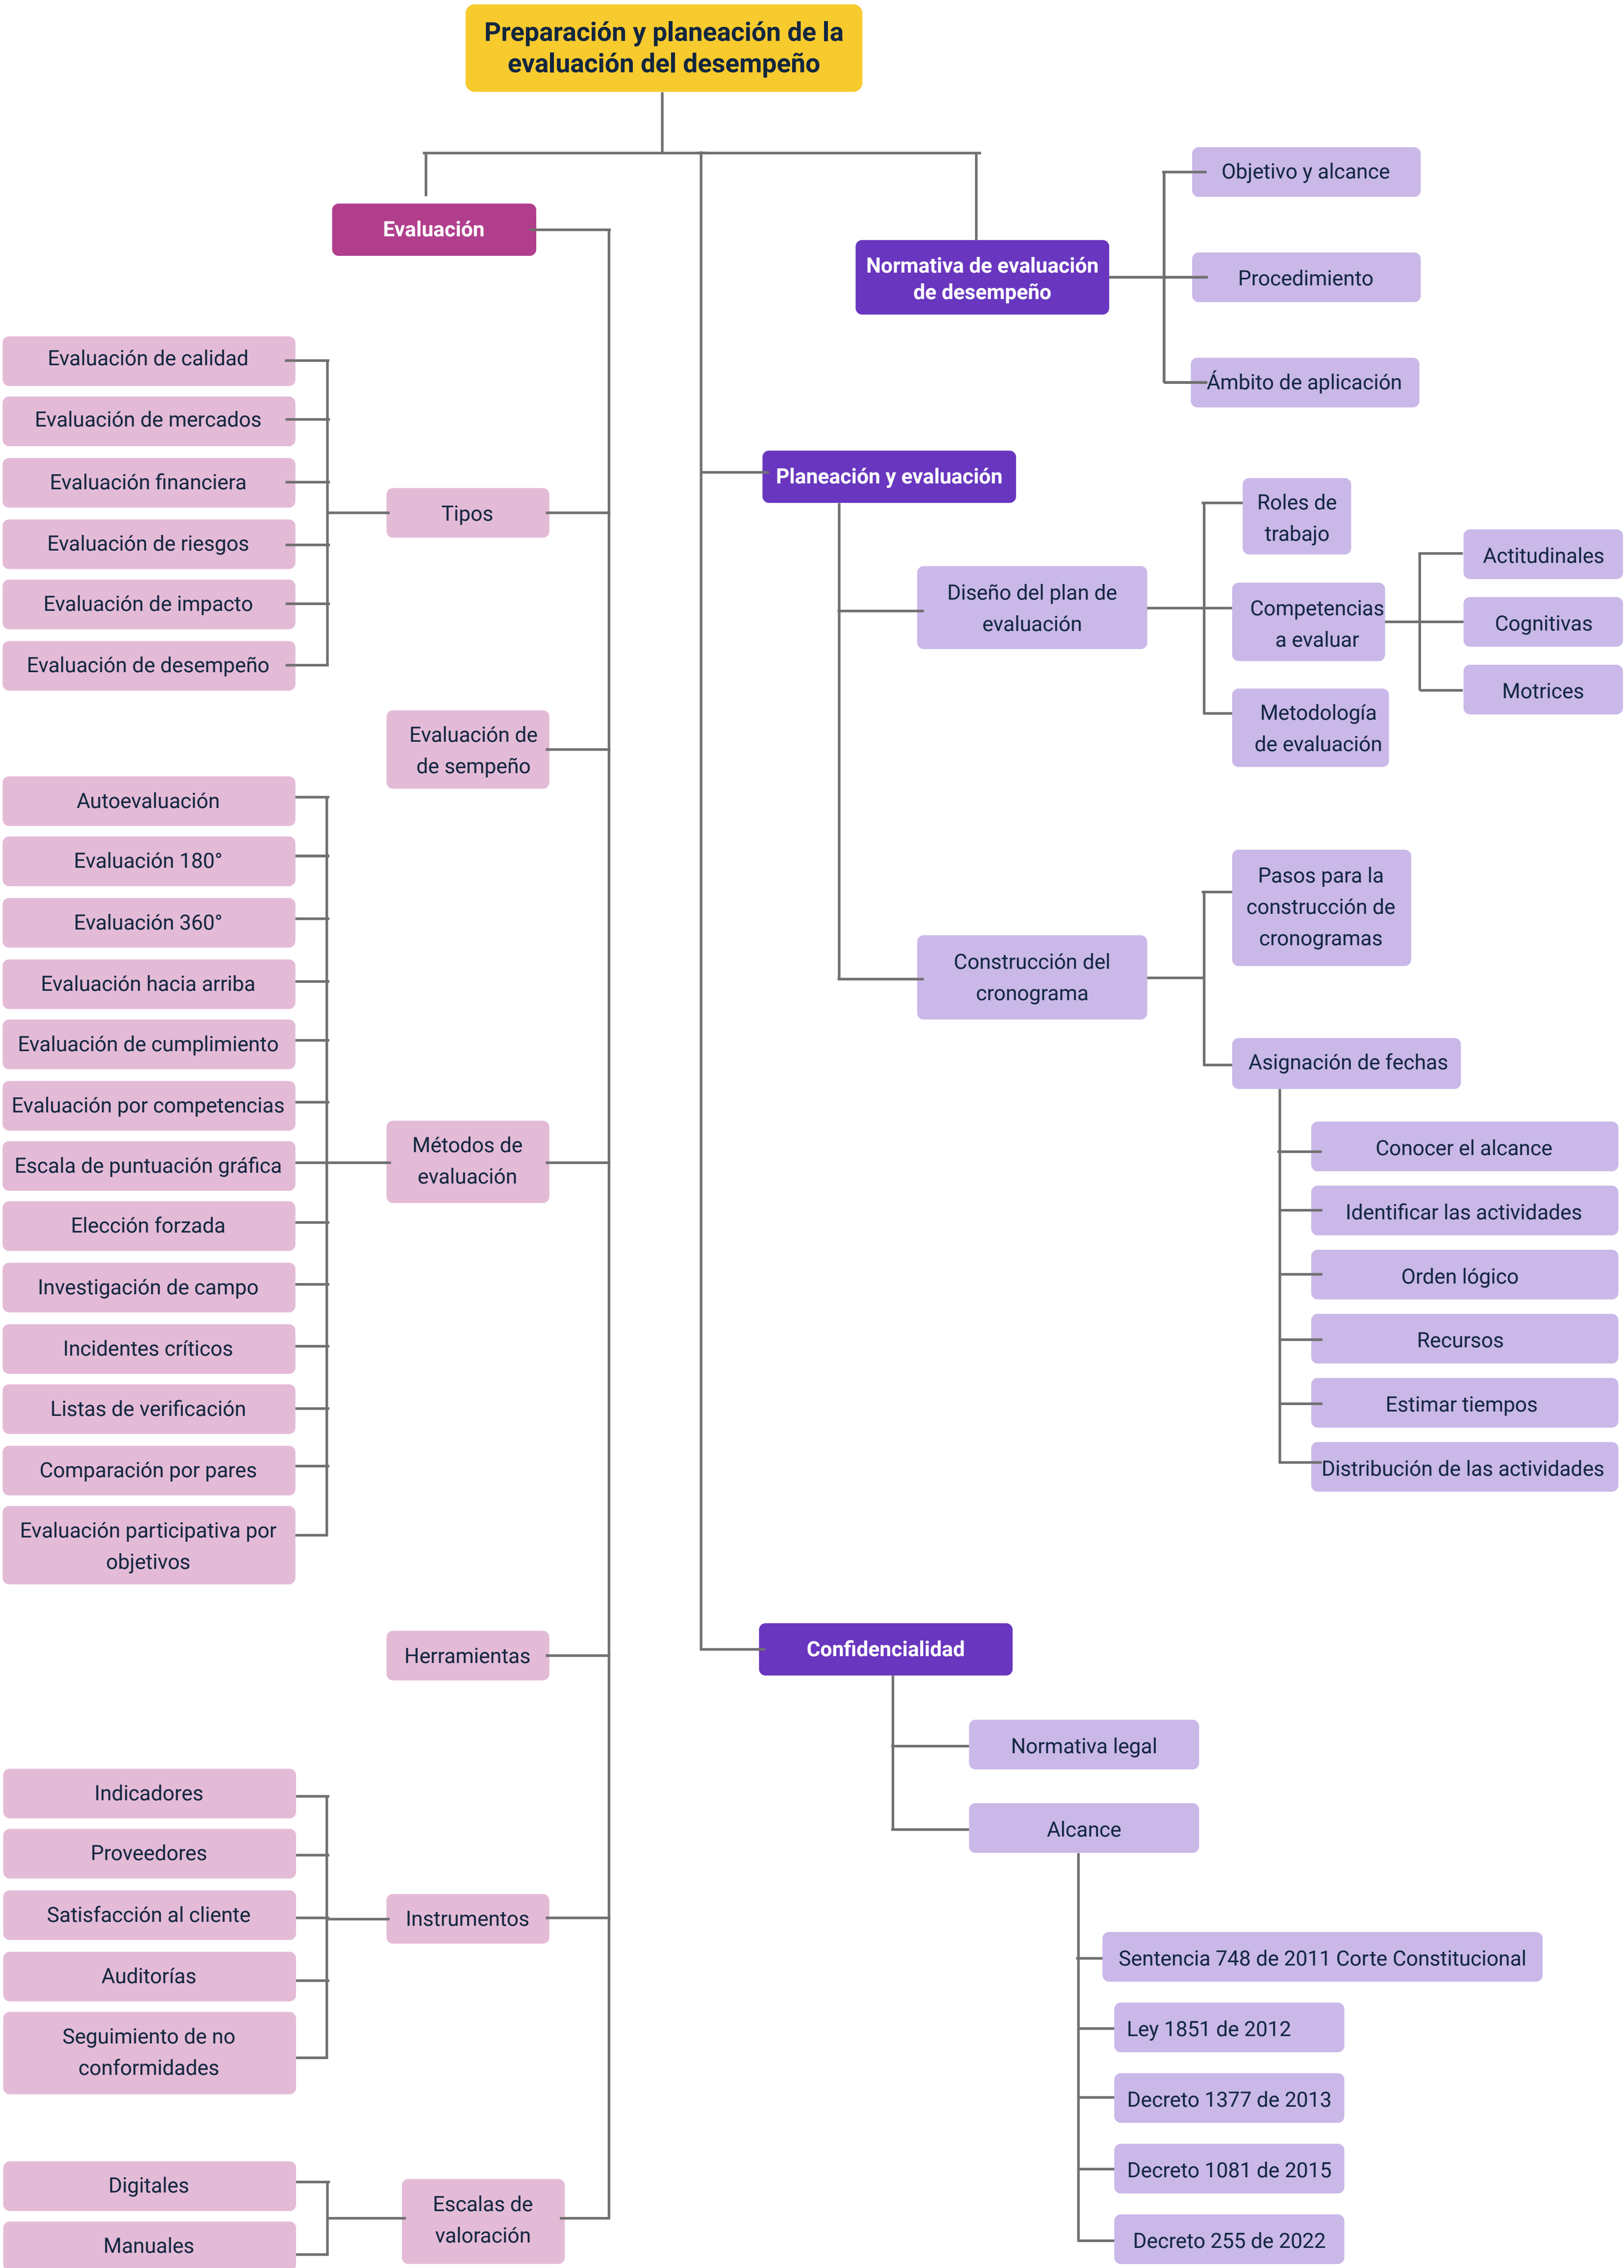 Preparación y planeación de la
evaluación del desempeño
Evaluación
Evaluación de calidad
Evaluación de mercados
Evaluación financiera
Evaluación de riesgos
Evaluación de impacto
Evaluación de desempeño
Tipos
Evaluación de
de sempeño
Autoevaluación
Evaluación 180°
Evaluación 360°
Evaluación hacia arriba
Evaluación de cumplimiento
Evaluación por competencias
Escala de puntuación gráfica
Elección forzada
Investigación de campo
Incidentes críticos
Listas de verificación
Comparación por pares
Evaluación participativa por
objetivos
Métodos de
evaluación
Herramientas
Indicadores
Proveedores
Satisfacción al cliente
Auditorías
Seguimiento de no
conformidades
Instrumentos
Digitales
Manuales
Escalas de
valoración
Normativa de evaluación
de desempeño
Objetivo y alcance
Procedimiento
Ámbito de aplicación
Planeación y evaluación
Diseño del plan de
evaluación
Roles de
trabajo
Competencias
a evaluar
Metodología
de evaluación
Actitudinales
Cognitivas
Motrices
Construcción del
cronograma
Pasos para la
construcción de
cronogramas
Asignación de fechas
Conocer el alcance
Identificar las actividades
Orden lógico
Recursos
Estimar tiempos
Distribución de las actividades
Confidencialidad
Normativa legal
Alcance
Sentencia 748 de 2011 Corte Constitucional
Ley 1851 de 2012
Decreto 1377 de 2013
Decreto 1081 de 2015
Decreto 255 de 2022